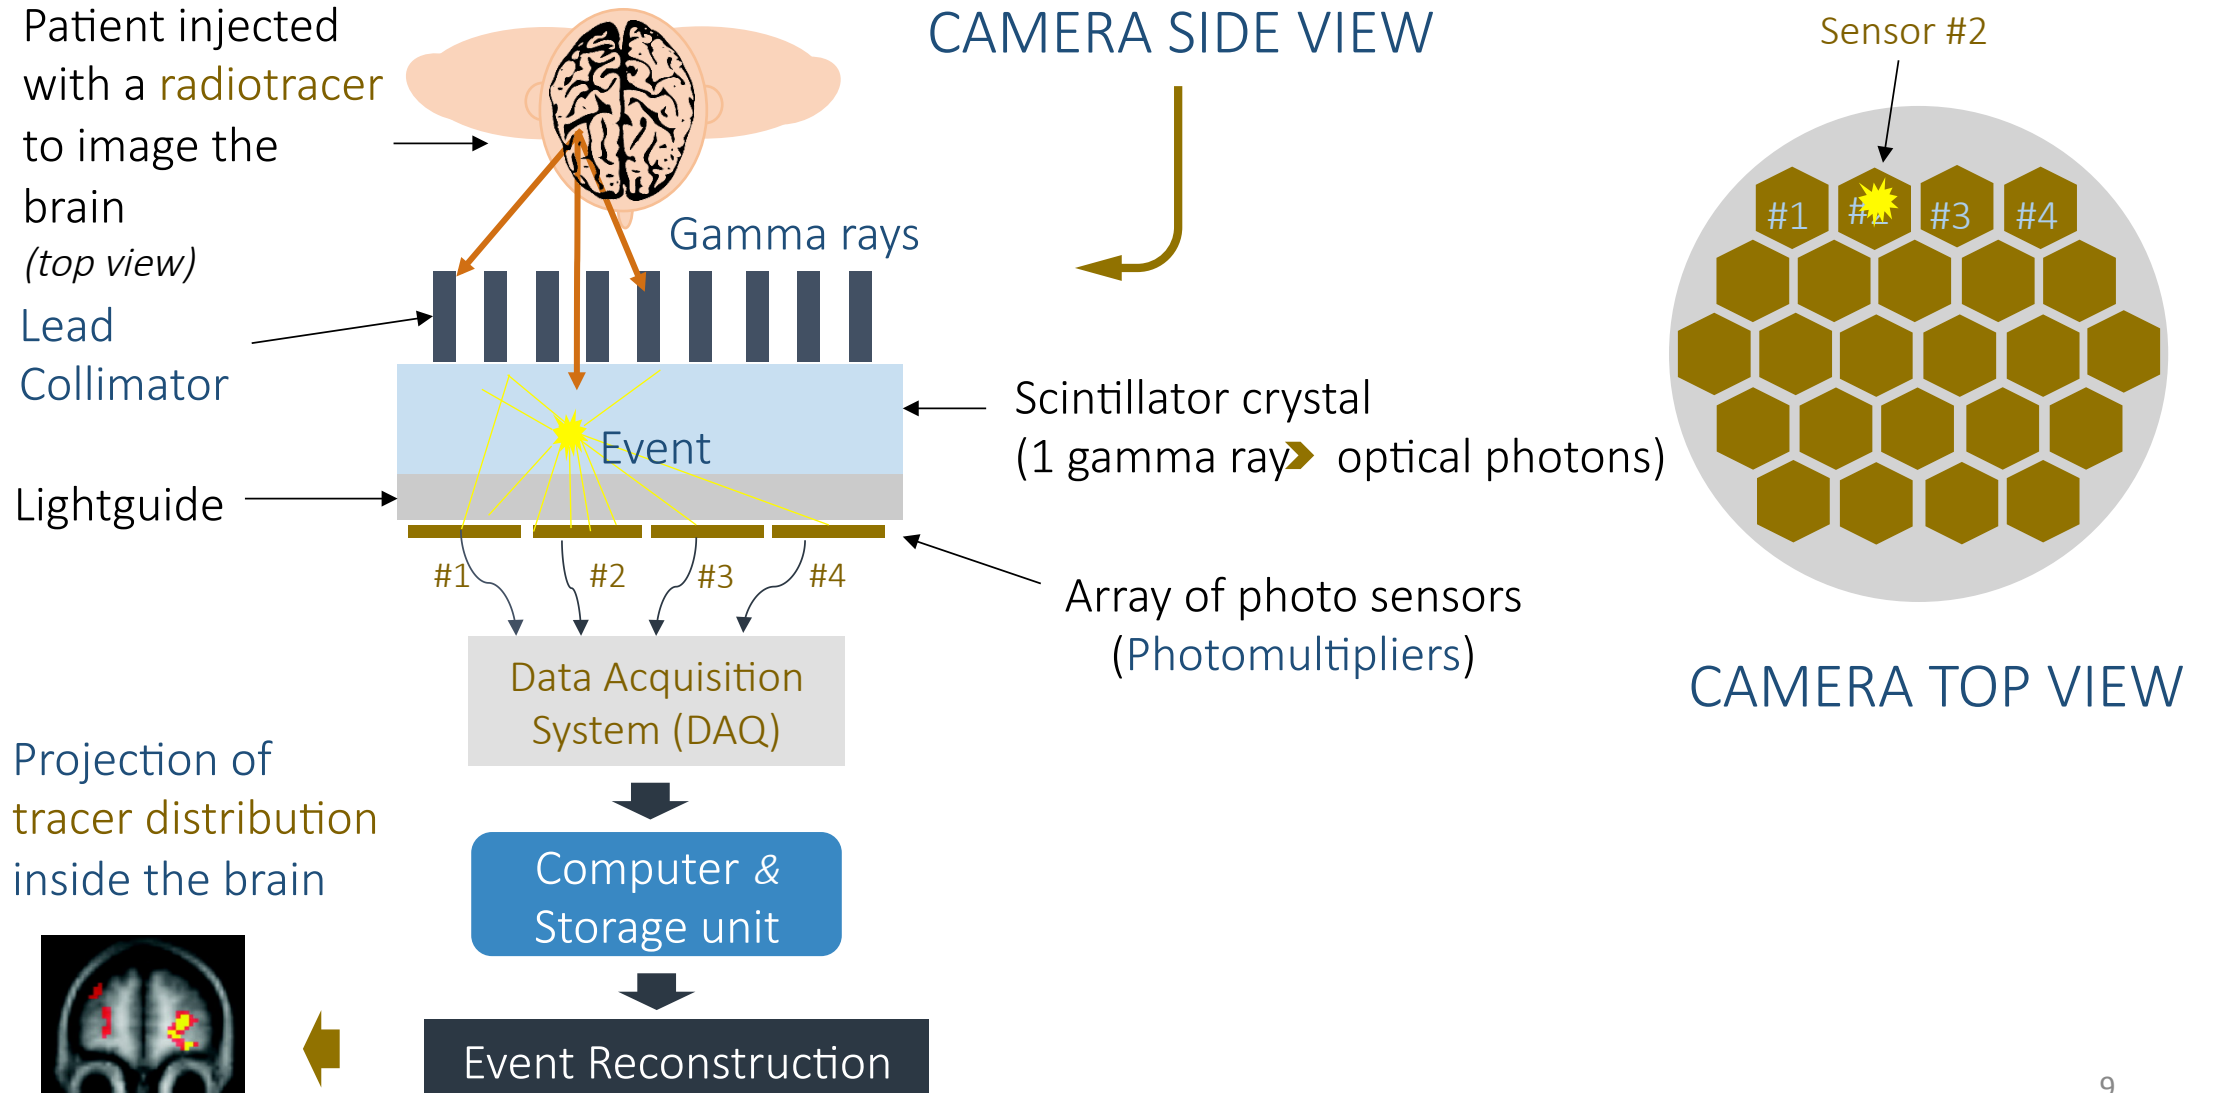 Patient injected
with a radiotracer
to image the
brain
(top view)
CAMERA SIDE VIEW
Sensor #2
Gamma rays
Lead
Collimator
#1 #2 #3 #4
Scintillator crystal
(1 gamma ray optical photons)
Event
Lightguide
#1 #2 #3 #4
Array of photo sensors
(Photomultipliers)
CAMERA TOP VIEW
Data Acquisition
System (DAQ)
Projection of
tracer distribution
inside the brain
Computer &
Storage unit
Event Reconstruction
9